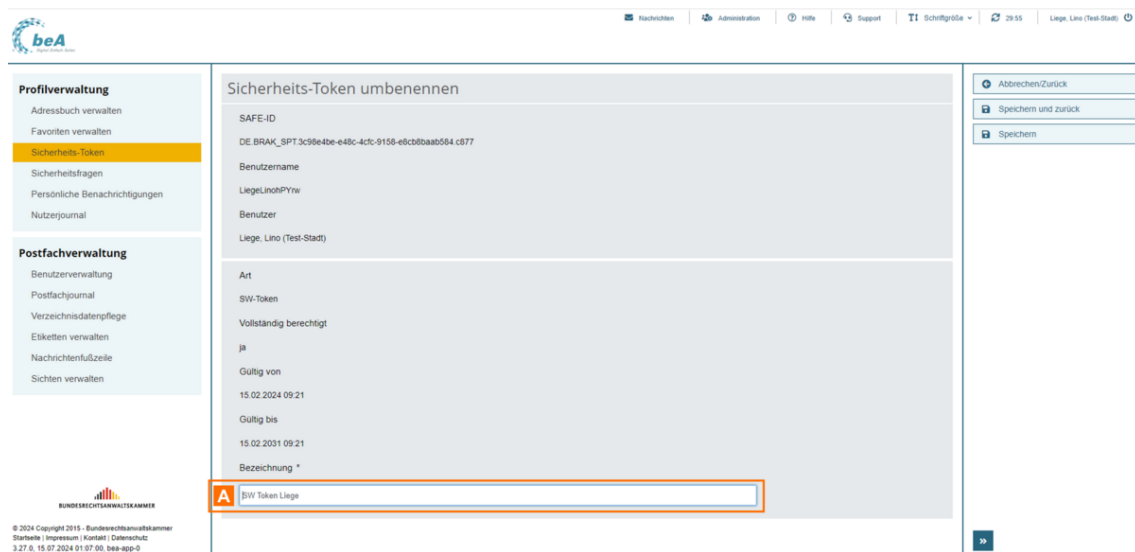 Nachrichten
Administration
Hilfe
Support
Schriftgröße
29:55
Liege, Lino (Test-Stadt)
beA
Digital. Einfach. Sicher.
Profilverwaltung
Adressbuch verwalten
Favoriten verwalten
Sicherheits-Token
Sicherheitsfragen
Persönliche Benachrichtigungen
Nutzerjournal
Postfachverwaltung
Benutzerverwaltung
Postfachjournal
Verzeichnisdatenpflege
Etiketten verwalten
Nachrichtenfußzeile
Sichten verwalten
BUNDESRECHTSANWALTSKAMMER
© 2024 Copyright 2015 - Bundesrechtsanwaltskammer
Startseite | Impressum | Kontakt | Datenschutz
3.27.0, 15.07.2024 01:07:00, bea-app-0
Sicherheits-Token umbenennen
SAFE-ID
DE.BRAK_SPT.3c98e4be-e48c-4cfc-9158-e8cb8baab584.c877
Benutzername
LiegeLinohPYrw
Benutzer
Liege, Lino (Test-Stadt)
Art
SW-Token
Vollständig berechtigt
ja
Gültig von
15.02.2024 09:21
Gültig bis
15.02.2031 09:21
Bezeichnung *
A
SW Token Liege
Abbrechen/Zurück
Speichern und zurück
Speichern